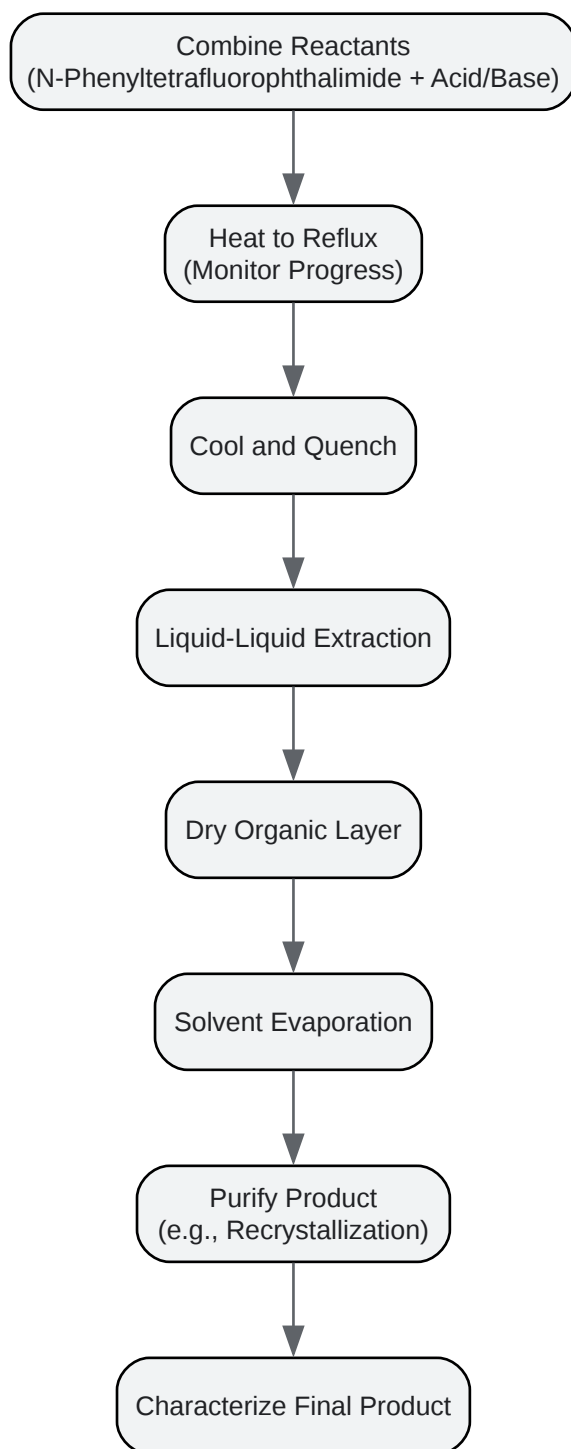 Combine Reactants
(N-Phenyltetrafluorophthalimide + Acid/Base)
Heat to Reflux
(Monitor Progress)
Cool and Quench
Liquid-Liquid Extraction
Dry Organic Layer
Solvent Evaporation
Purify Product
(e.g., Recrystallization)
Characterize Final Product